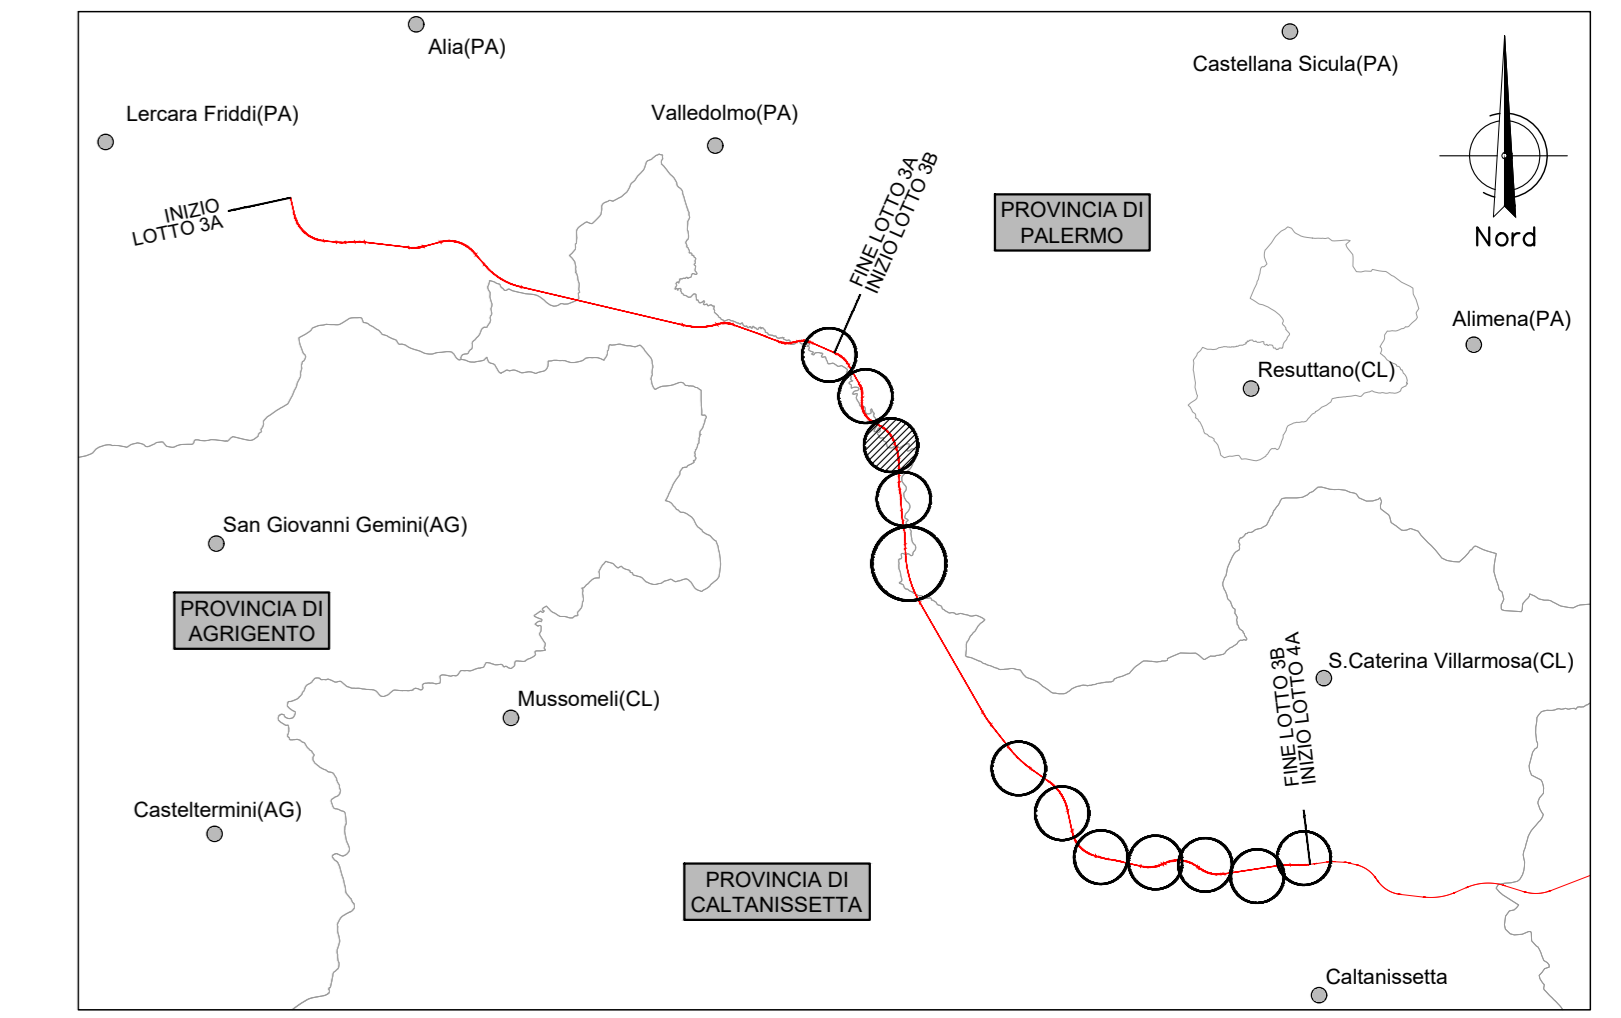 Alia(PA)
Castellana Sicula(PA)
Lercara Friddi(PA)
Valledolmo(PA)
INIZIO
LOTTO 3A
FINE LOTTO 3A
INIZIO LOTTO 3B
PROVINCIA DI
PALERMO
Nord
Alimena(PA)
Resuttano(CL)
San Giovanni Gemini(AG)
PROVINCIA DI
AGRIGENTO
FINE LOTTO 3B
INIZIO LOTTO 4A
S.Caterina Villarmosa(CL)
Mussomeli(CL)
Casteltermini(AG)
PROVINCIA DI
CALTANISSETTA
Caltanissetta